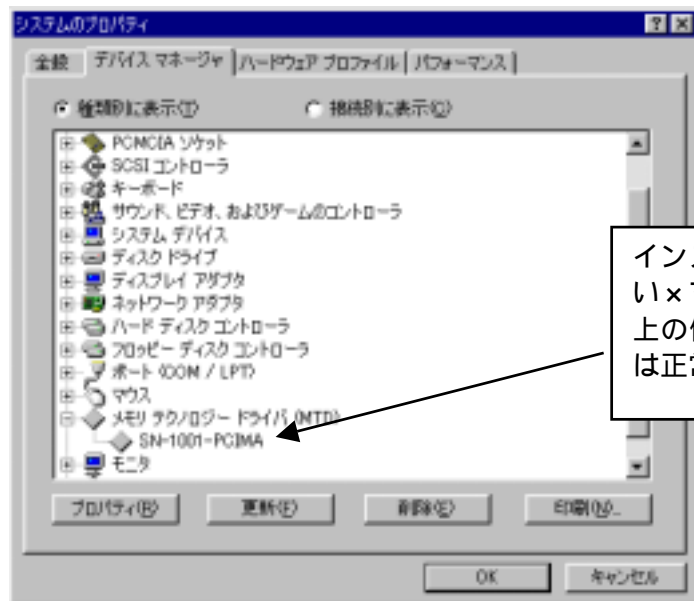 システムのプロパティ
全般 デバイス マネージャ ハードウェア プロファイル パフォーマンス
種類別に表示(T) 接続別に表示(C)
PCMCIA ソケット
SCSI コントローラ
キーボード
サウンド、ビデオ、およびゲームのコントローラ
システム デバイス
ディスク ドライブ
ディスプレイ アダプタ
ネットワーク アダプタ
ハード ディスク コントローラ
フロッピー ディスク コントローラ
ポート (COM / LPT)
マウス
メモリ テクノロジー ドライバ (MTD)
SN-1001-PCIMA
モニタ
イン
い×
上の
は正
プロパティ(R) 更新(F) 削除(E) 印刷(N)...
OK キャンセル